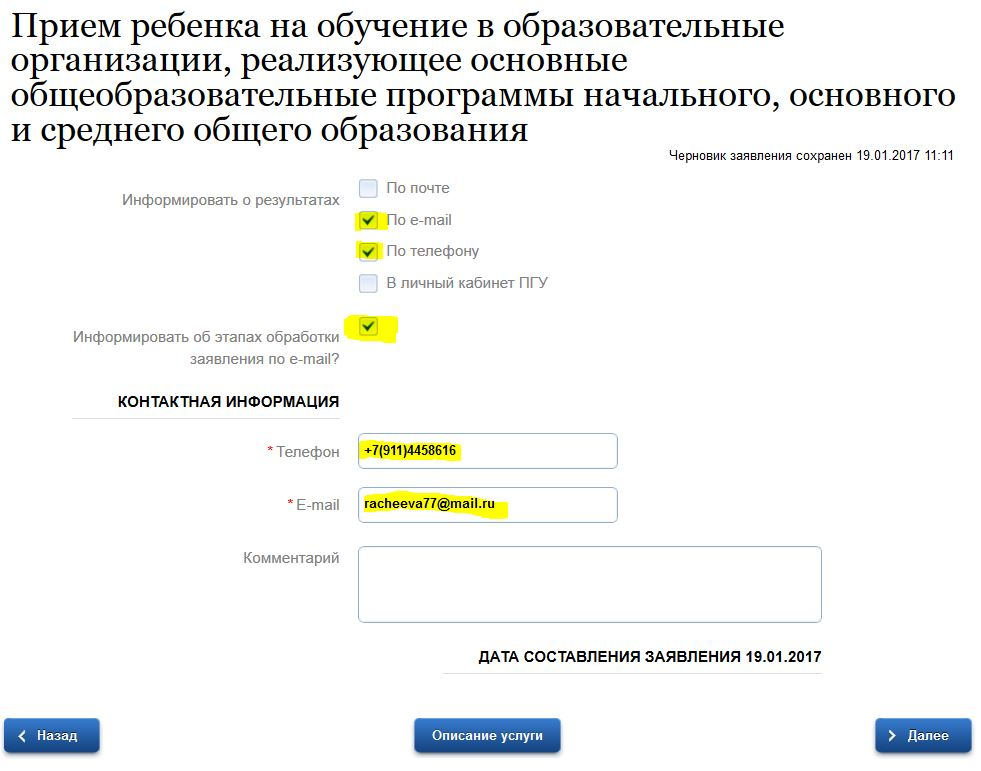 Прием ребенка на обучение в образовательные
организации, реализующее основные
общеобразовательные программы начального, основного
и среднего общего образования
Черновик заявления сохранен 19.01.2017 11:11
Информировать о результатах
По почте
По e-mail
По телефону
В личный кабинет ПГУ
Информировать об этапах обработки
заявления по e-mail?
КОНТАКТНАЯ ИНФОРМАЦИЯ
* Телефон +7(911)4458616
* E-mail racheeva77@mail.ru
Комментарий
ДАТА СОСТАВЛЕНИЯ ЗАЯВЛЕНИЯ 19.01.2017
Назад Описание услуги Далее